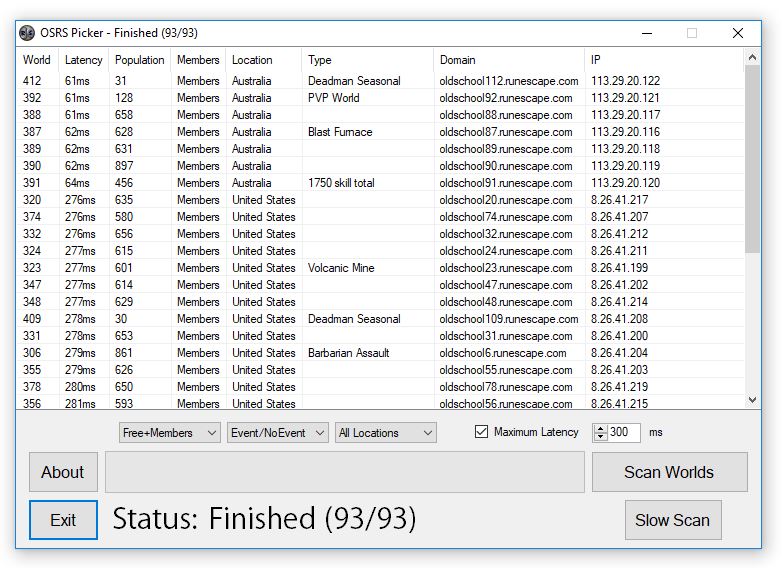 OSRS Picker - Finished (93/93)
World Latency Population Members Location Type Domain IP
412 61ms 31 Members Australia Deadman Seasonal oldschool112.runescape.com 113.29.20.122
392 61ms 128 Members Australia PVP World oldschool92.runescape.com 113.29.20.121
388 61ms 658 Members Australia oldschool88.runescape.com 113.29.20.117
387 62ms 628 Members Australia Blast Furnace oldschool87.runescape.com 113.29.20.116
389 62ms 631 Members Australia oldschool89.runescape.com 113.29.20.118
390 62ms 897 Members Australia oldschool90.runescape.com 113.29.20.119
391 64ms 456 Members Australia 1750 skill total oldschool91.runescape.com 113.29.20.120
320 276ms 635 Members United States oldschool20.runescape.com 8.26.41.217
374 276ms 580 Members United States oldschool74.runescape.com 8.26.41.207
332 276ms 656 Members United States oldschool32.runescape.com 8.26.41.212
324 277ms 615 Members United States oldschool24.runescape.com 8.26.41.211
323 277ms 601 Members United States Volcanic Mine oldschool23.runescape.com 8.26.41.199
347 277ms 614 Members United States oldschool47.runescape.com 8.26.41.202
348 277ms 629 Members United States oldschool48.runescape.com 8.26.41.214
409 278ms 30 Members United States Deadman Seasonal oldschool109.runescape.com 8.26.41.208
331 278ms 653 Members United States oldschool31.runescape.com 8.26.41.200
306 279ms 861 Members United States Barbarian Assault oldschool6.runescape.com 8.26.41.204
355 279ms 626 Members United States oldschool55.runescape.com 8.26.41.203
378 280ms 650 Members United States oldschool78.runescape.com 8.26.41.219
356 281ms 593 Members United States oldschool56.runescape.com 8.26.41.215
Free+Members Event/NoEvent All Locations Maximum Latency 300 ms
About Scan Worlds
Exit Status: Finished (93/93) Slow Scan